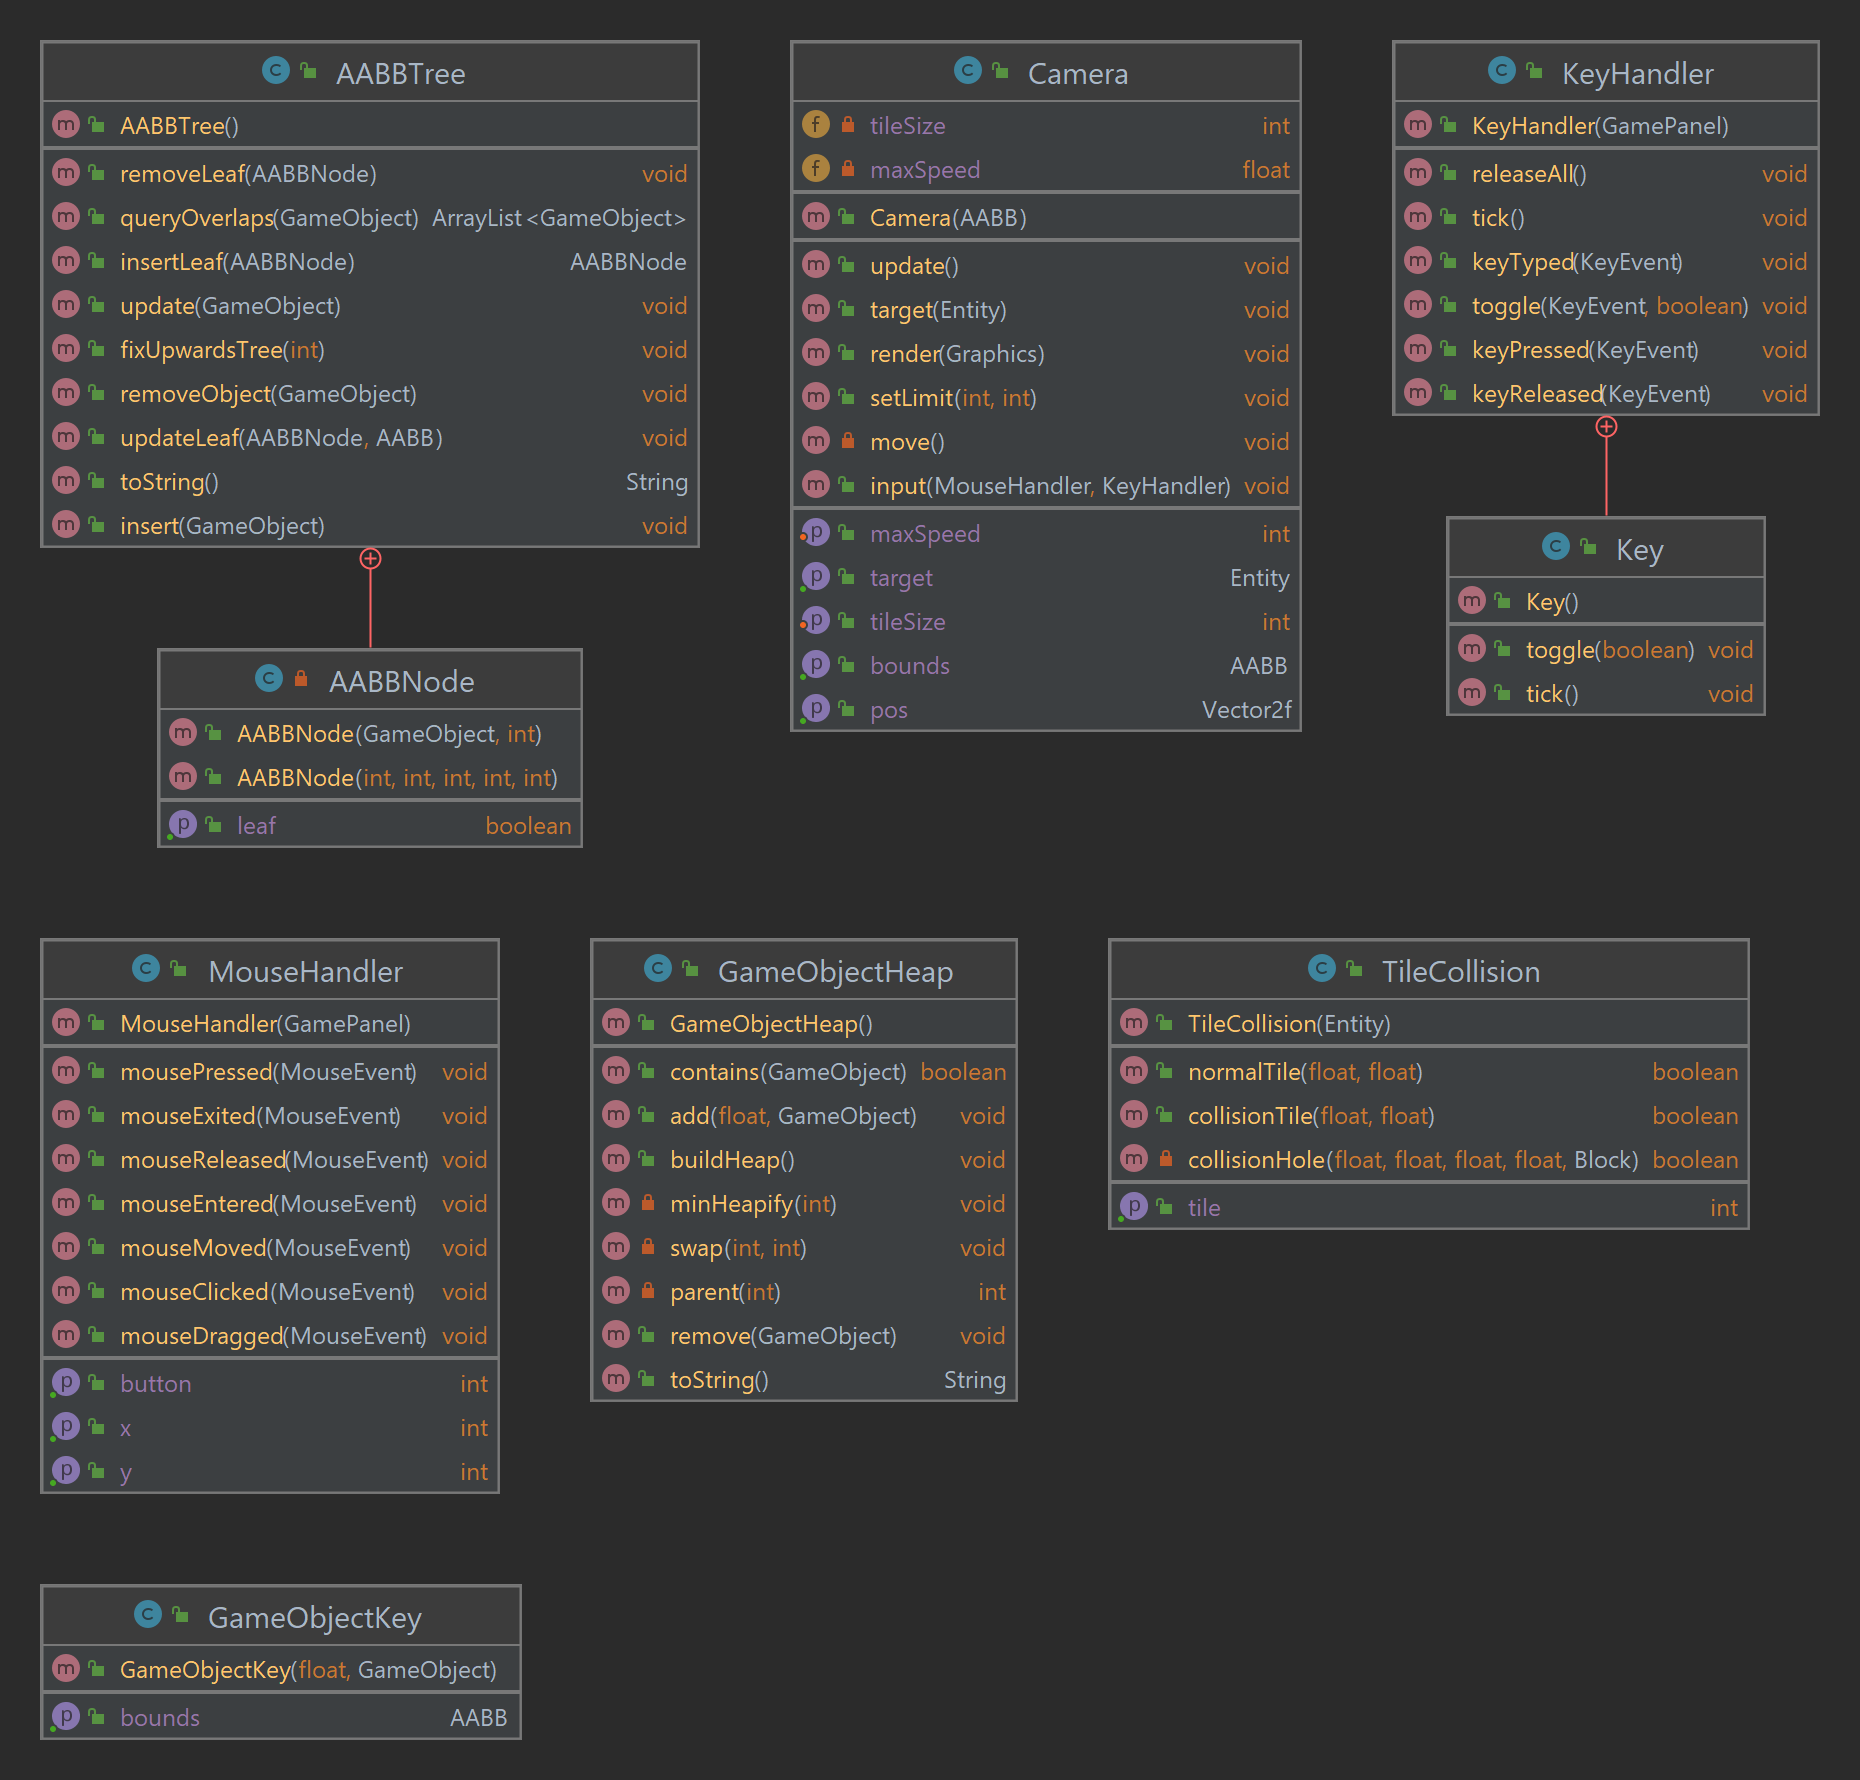 AABBTree
AABBTree()
removeLeaf(AABBNode) void
queryOverlaps(GameObject) ArrayList<GameObject>
insertLeaf(AABBNode) AABBNode
update(GameObject) void
fixUpwardsTree(int) void
removeObject(GameObject) void
updateLeaf(AABBNode, AABB) void
toString() String
insert(GameObject) void
AABBNode
AABBNode(GameObject, int)
AABBNode(int, int, int, int, int)
leaf boolean
Camera
tileSize int
maxSpeed float
Camera(AABB)
update() void
target(Entity) void
render(Graphics) void
setLimit(int, int) void
move() void
input(MouseHandler, KeyHandler) void
maxSpeed int
target Entity
tileSize int
bounds AABB
pos Vector2f
KeyHandler
KeyHandler(GamePanel)
releaseAll() void
tick() void
keyTyped(KeyEvent) void
toggle(KeyEvent, boolean) void
keyPressed(KeyEvent) void
keyReleased(KeyEvent) void
Key
Key()
toggle(boolean) void
tick() void
MouseHandler
MouseHandler(GamePanel)
mousePressed(MouseEvent) void
mouseExited(MouseEvent) void
mouseReleased(MouseEvent) void
mouseEntered(MouseEvent) void
mouseMoved(MouseEvent) void
mouseClicked(MouseEvent) void
mouseDragged(MouseEvent) void
button int
x int
y int
GameObjectHeap
GameObjectHeap()
contains(GameObject) boolean
add(float, GameObject) void
buildHeap() void
minHeapify(int) void
swap(int, int) void
parent(int) int
remove(GameObject) void
toString() String
TileCollision
TileCollision(Entity)
normalTile(float, float) boolean
collisionTile(float, float) boolean
collisionHole(float, float, float, float, Block) boolean
tile int
GameObjectKey
GameObjectKey(float, GameObject)
bounds AABB